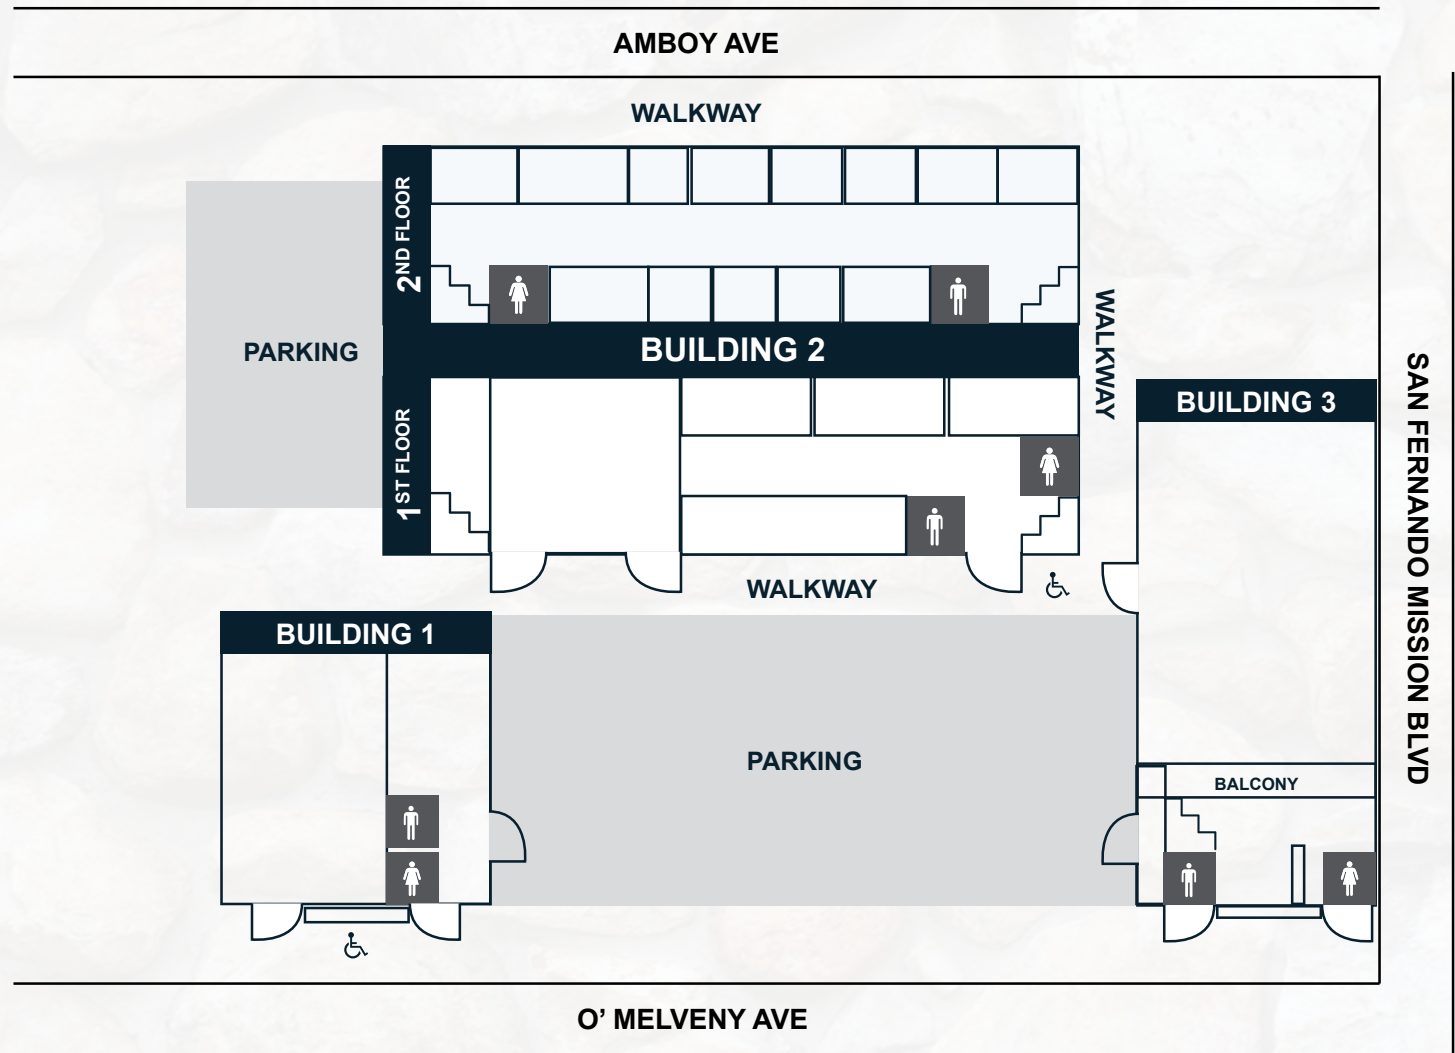 AMBOY AVE
WALKWAY
2ND FLOOR
PARKING
BUILDING 2
WALKWAY
1ST FLOOR
BUILDING 3
SAN FERNANDO MISSION BLVD
WALKWAY
BUILDING 1
PARKING
BALCONY
O’ MELVENY AVE